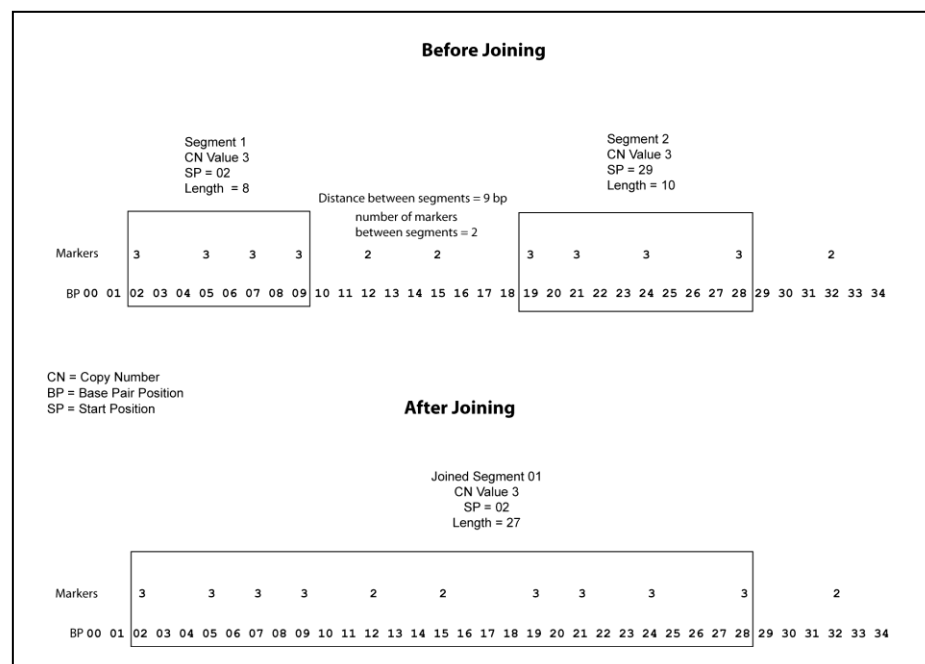 Before Joining
Segment 1
CN Value 3
SP = 02
Length = 8
Distance between segments = 9 bp
number of markers
between segments = 2
Segment 2
CN Value 3
SP = 29
Length = 10
Markers 3 3 3 3 2 2 3 3 3 3 2
BP 00 01 02 03 04 05 06 07 08 09 10 11 12 13 14 15 16 17 18 19 20 21 22 23 24 25 26 27 28 29 30 31 32 33 34
CN = Copy Number
BP = Base Pair Position
SP = Start Position
After Joining
Joined Segment 01
CN Value 3
SP = 02
Length = 27
Markers 3 3 3 3 2 2 3 3 3 3 2
BP 00 01 02 03 04 05 06 07 08 09 10 11 12 13 14 15 16 17 18 19 20 21 22 23 24 25 26 27 28 29 30 31 32 33 34